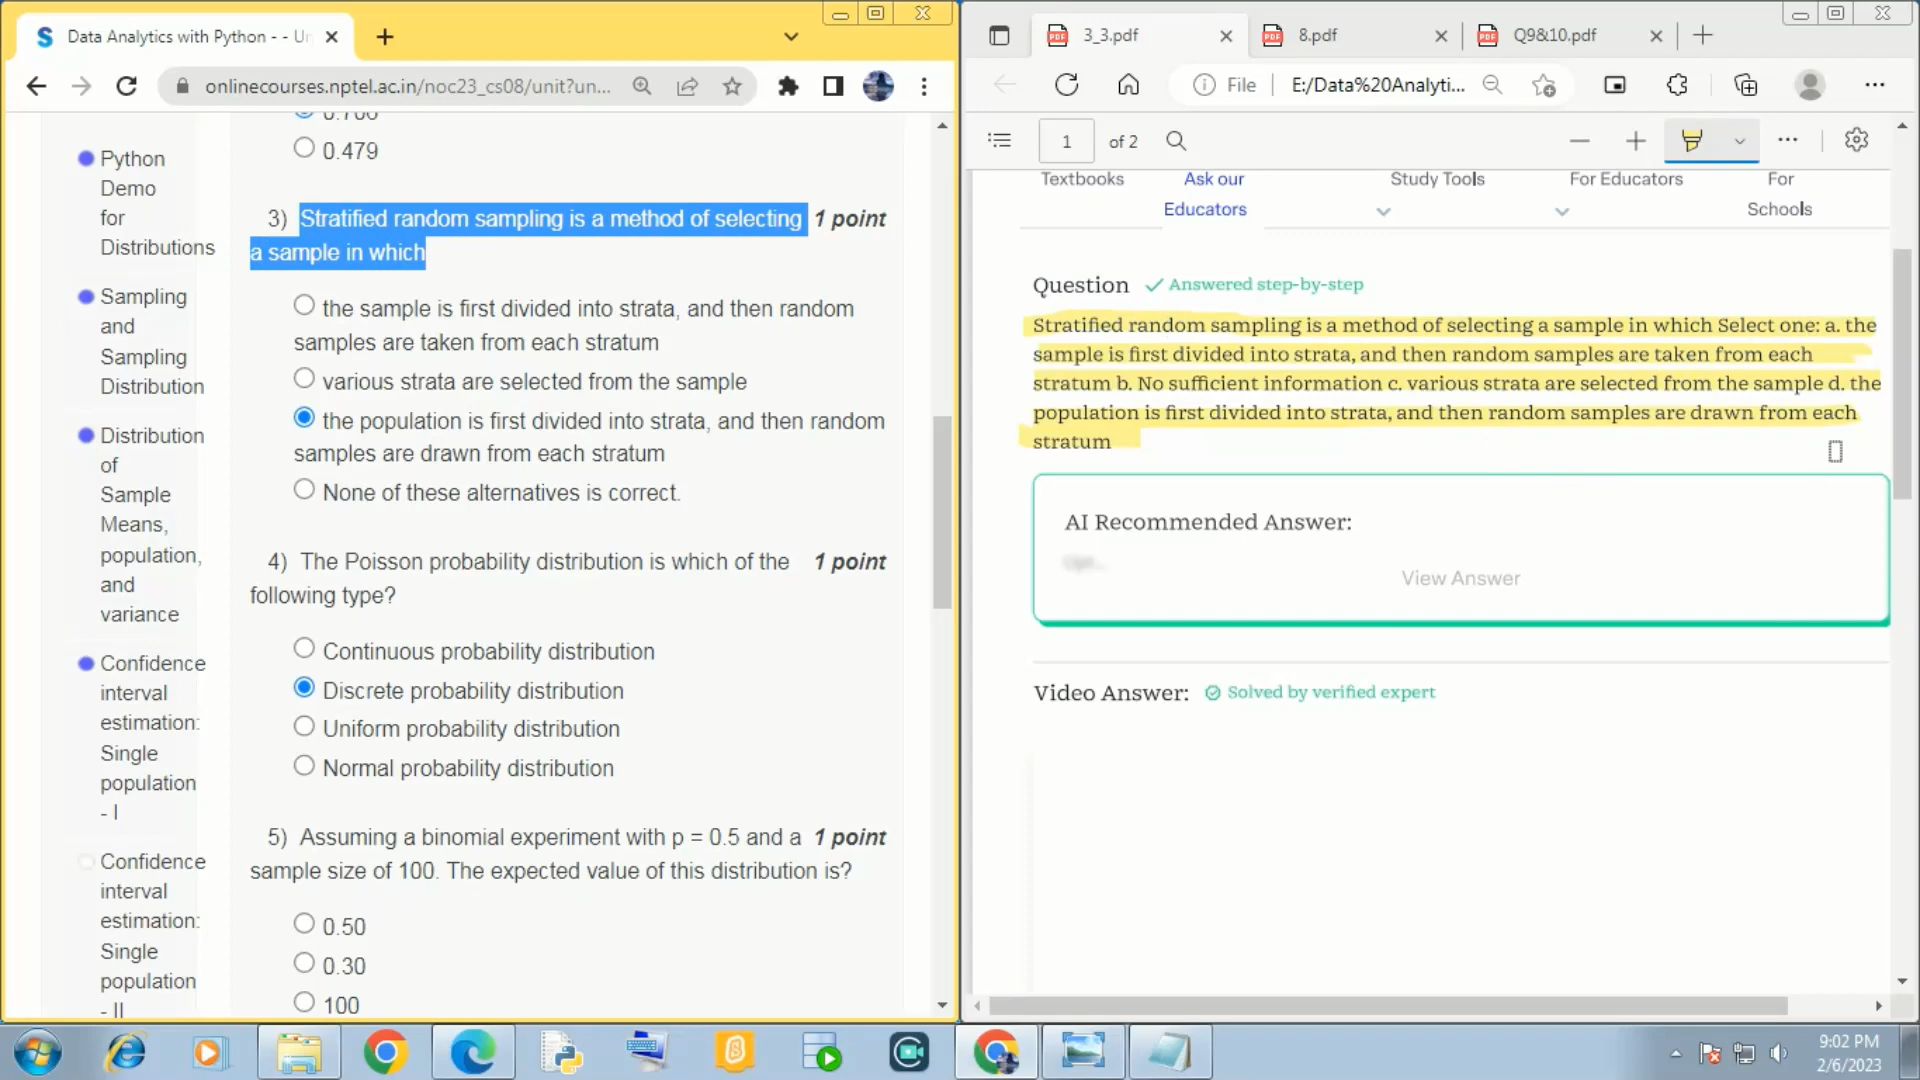 Data Analytics with Python - - Un
onlinecourses.nptel.ac.in/noc23_cs08/unit?un...
Python
Demo
for
Distributions
Sampling
and
Sampling
Distribution
Distribution
of
Sample
Means,
population,
and
variance
Confidence
interval
estimation:
Single
population
- I
Confidence
interval
estimation:
Single
population
- II
0.479
3) Stratified random sampling is a method of selecting 1 point
a sample in which
the sample is first divided into strata, and then random
samples are taken from each stratum
various strata are selected from the sample
the population is first divided into strata, and then random
samples are drawn from each stratum
None of these alternatives is correct.
4) The Poisson probability distribution is which of the 1 point
following type?
Continuous probability distribution
Discrete probability distribution
Uniform probability distribution
Normal probability distribution
5) Assuming a binomial experiment with p = 0.5 and a 1 point
sample size of 100. The expected value of this distribution is?
0.50
0.30
100
3_3.pdf
8.pdf
Q9&10.pdf
File
E:/Data%20Analyti...
1 of 2
Textbooks
Ask our
Educators
Study Tools
For Educators
For
Schools
Question Answered step-by-step
Stratified random sampling is a method of selecting a sample in which Select one: a. the
sample is first divided into strata, and then random samples are taken from each
stratum b. No sufficient information c. various strata are selected from the sample d. the
population is first divided into strata, and then random samples are drawn from each
stratum
AI Recommended Answer:
View Answer
Video Answer: Solved by verified expert
9:02 PM
2/6/2023